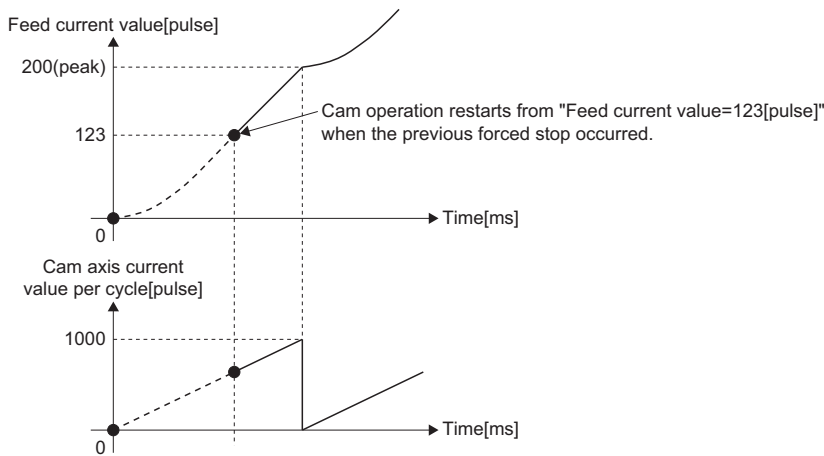 Feed current value[pulse]
200(peak)
Cam operation restarts from "Feed current value=123[pulse]"
when the previous forced stop occurred.
123
Time[ms]
0
Cam axis current
value per cycle[pulse]
1000
Time[ms]
0